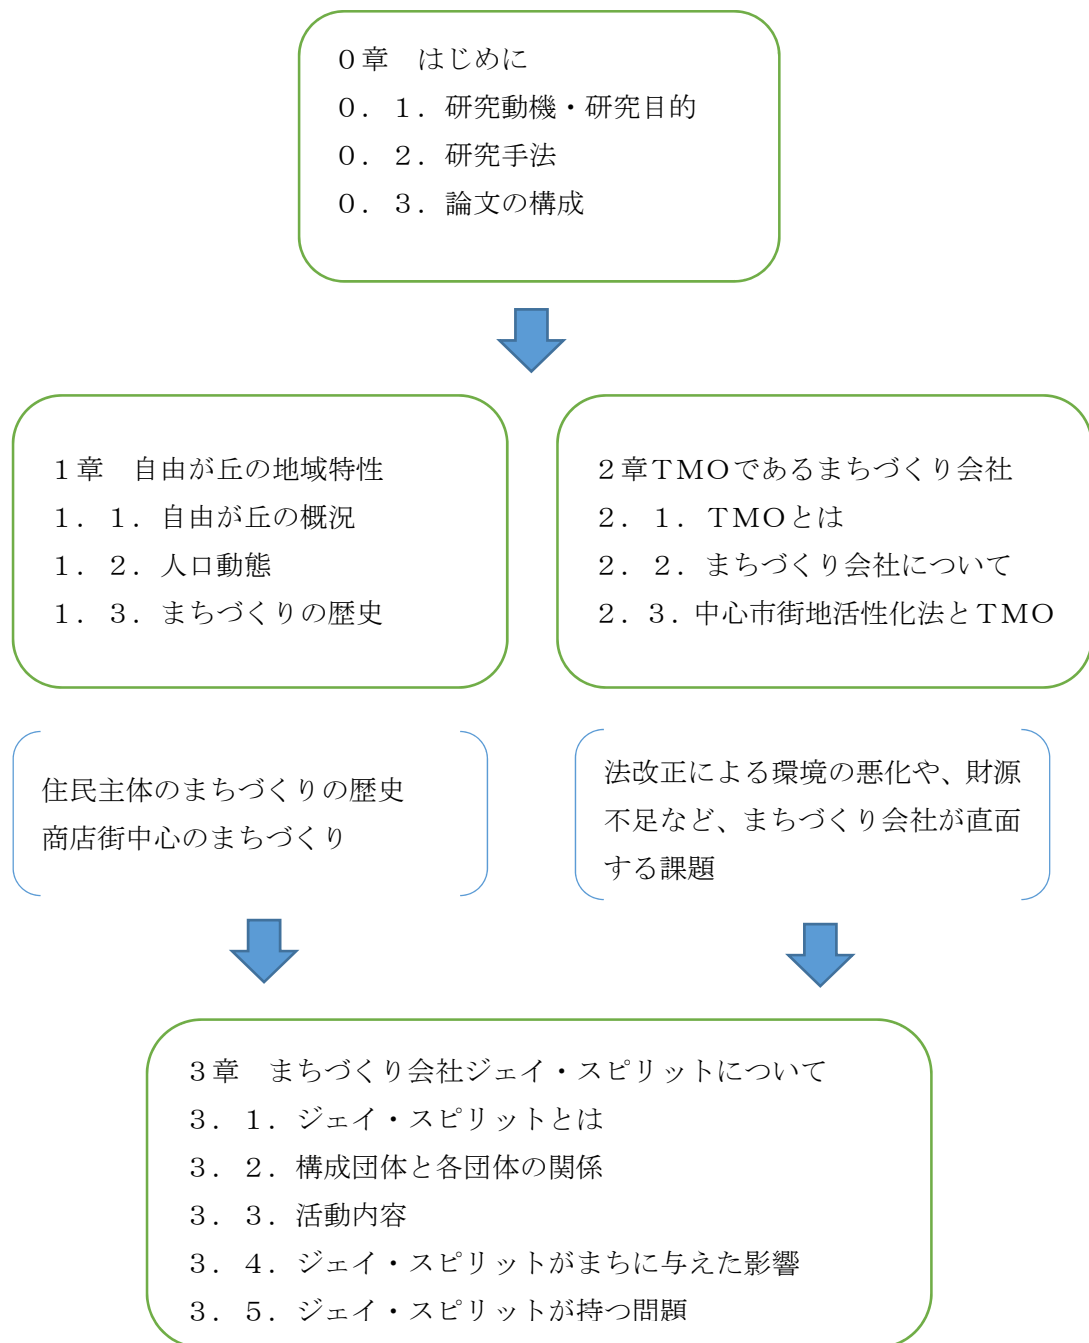 ０章　はじめに
０．１．研究動機・研究目的
０．２．研究手法
０．３．論文の構成
１章　自由が丘の地域特性
１．１．自由が丘の概況
１．２．人口動態
１．３．まちづくりの歴史
２章ＴＭＯであるまちづくり会社
２．１．ＴＭＯとは
２．２．まちづくり会社について
２．３．中心市街地活性化法とＴＭＯ
住民主体のまちづくりの歴史
商店街中心のまちづくり
法改正による環境の悪化や、財源
不足など、まちづくり会社が直面
する課題
３章　まちづくり会社ジェイ・スピリットについて
３．１．ジェイ・スピリットとは
３．２．構成団体と各団体の関係
３．３．活動内容
３．４．ジェイ・スピリットがまちに与えた影響
３．５．ジェイ・スピリットが持つ問題